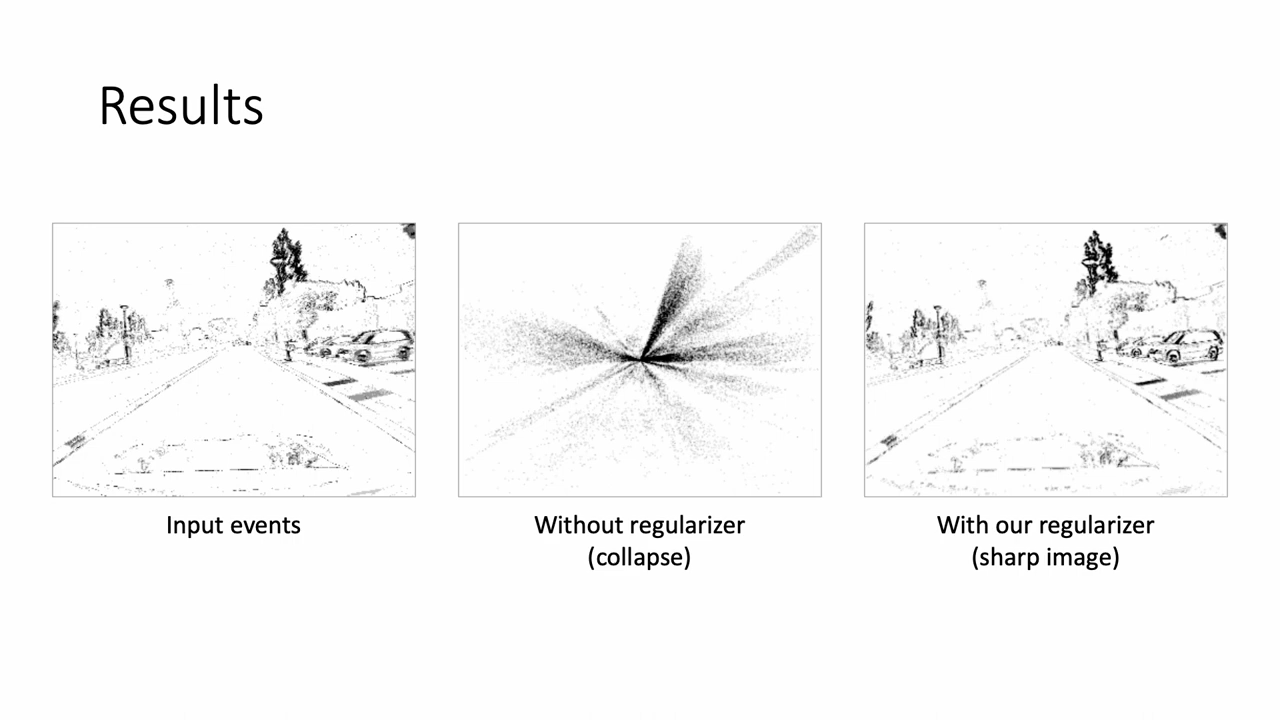 Results
Input events
Without regularizer
(collapse)
With our regularizer
(sharp image)